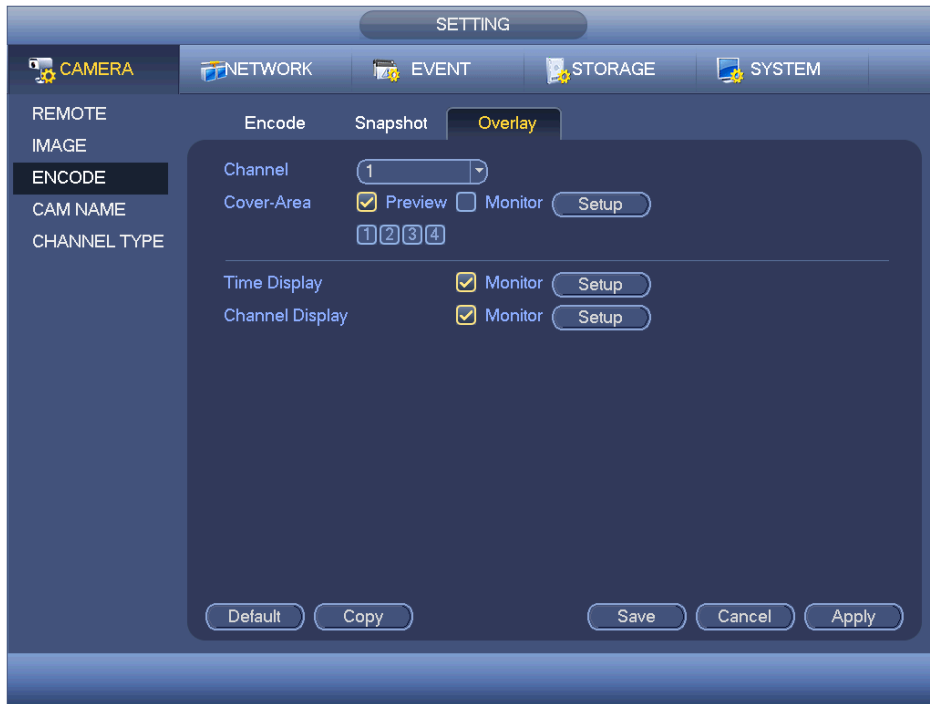 SETTING
CAMERA NETWORK EVENT STORAGE SYSTEM
REMOTE
IMAGE
ENCODE
CAM NAME
CHANNEL TYPE
Encode Snapshot Overlay
Channel 1
Cover-Area Preview Monitor Setup
1 2 3 4
Time Display Monitor Setup
Channel Display Monitor Setup
Default Copy Save Cancel Apply